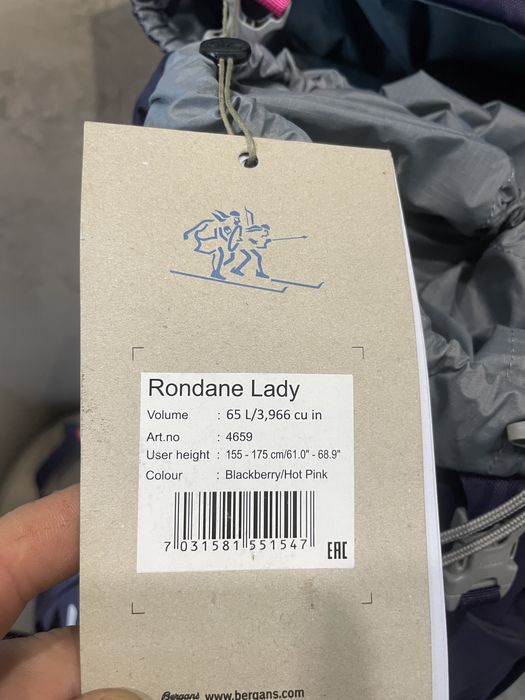 Rondane Lady
Volume : 65 L/3,966 cu in
Art.no : 4659
User height : 155 - 175 cm/61.0" - 68.9"
Colour : Blackberry/Hot Pink
7 031581 551547 EAC
Bergans www.bergans.com